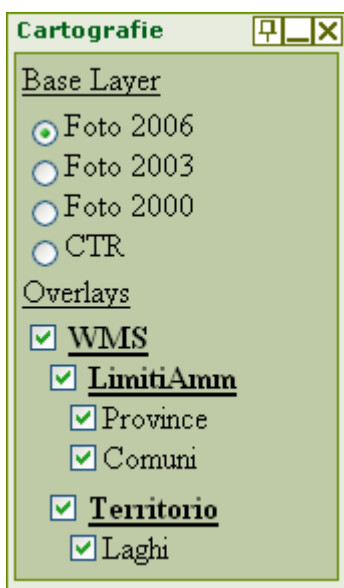 Cartografie
Base Layer
Foto 2006
Foto 2003
Foto 2000
CTR
Overlays
WMS
LimitiAmm
Province
Comuni
Territorio
Laghi